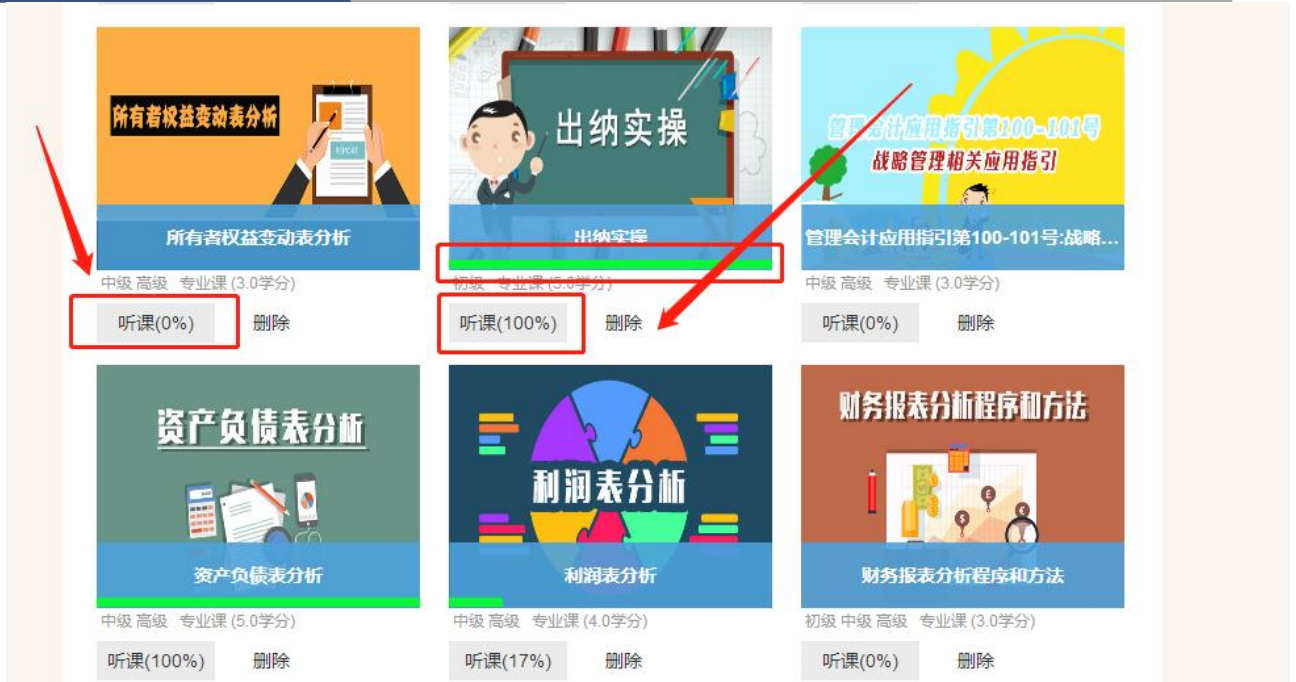 所有者权益变动表分析
REPORT
所有者权益变动表分析
中级 高级 专业课 (3.0学分)
听课(0%) 删除
出纳实操
出纳实操
初级 专业课 (5.0学分)
听课(100%) 删除
管理会计应用指引第100-101号
战略管理相关应用指引
管理会计应用指引第100-101号:战略...
中级 高级 专业课 (3.0学分)
听课(0%) 删除
资产负债表分析
资产负债表分析
中级 高级 专业课 (5.0学分)
听课(100%) 删除
利润表分析
利润表分析
中级 高级 专业课 (4.0学分)
听课(17%) 删除
财务报表分析程序和方法
财务报表分析程序和方法
初级 中级 高级 专业课 (3.0学分)
听课(0%) 删除